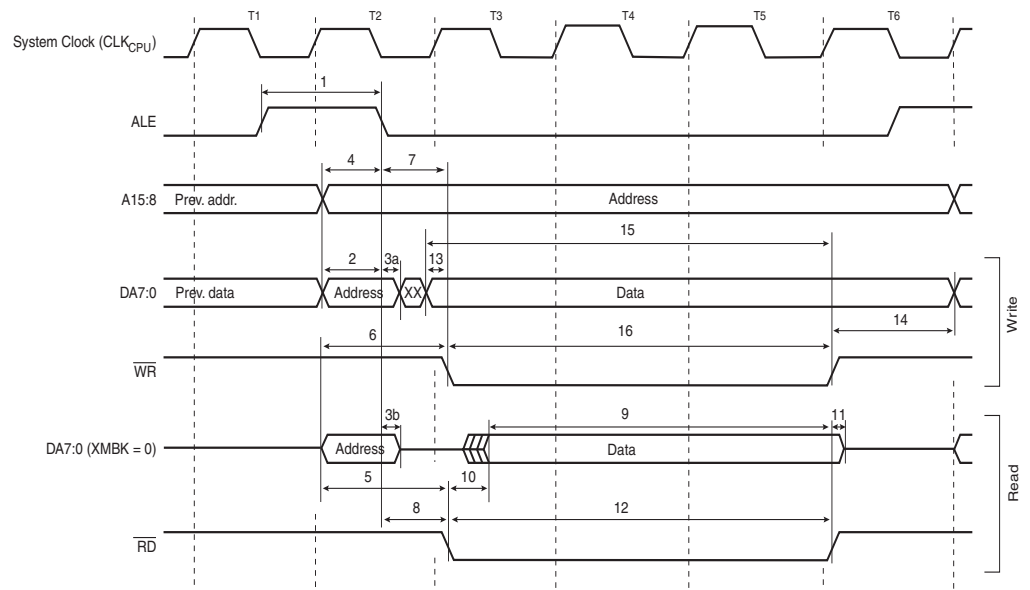 T1 T2 T3 T4 T5 T6
System Clock (CLKCPU)
1
ALE
4 7
A15:8 Prev. addr. Address
15
2 3a 13
DA7:0 Prev. data Address XX Data
14
6 16
WR
Write
3b 9 11
DA7:0 (XMBK = 0) Address Data
5 10
8 12
RD
Read